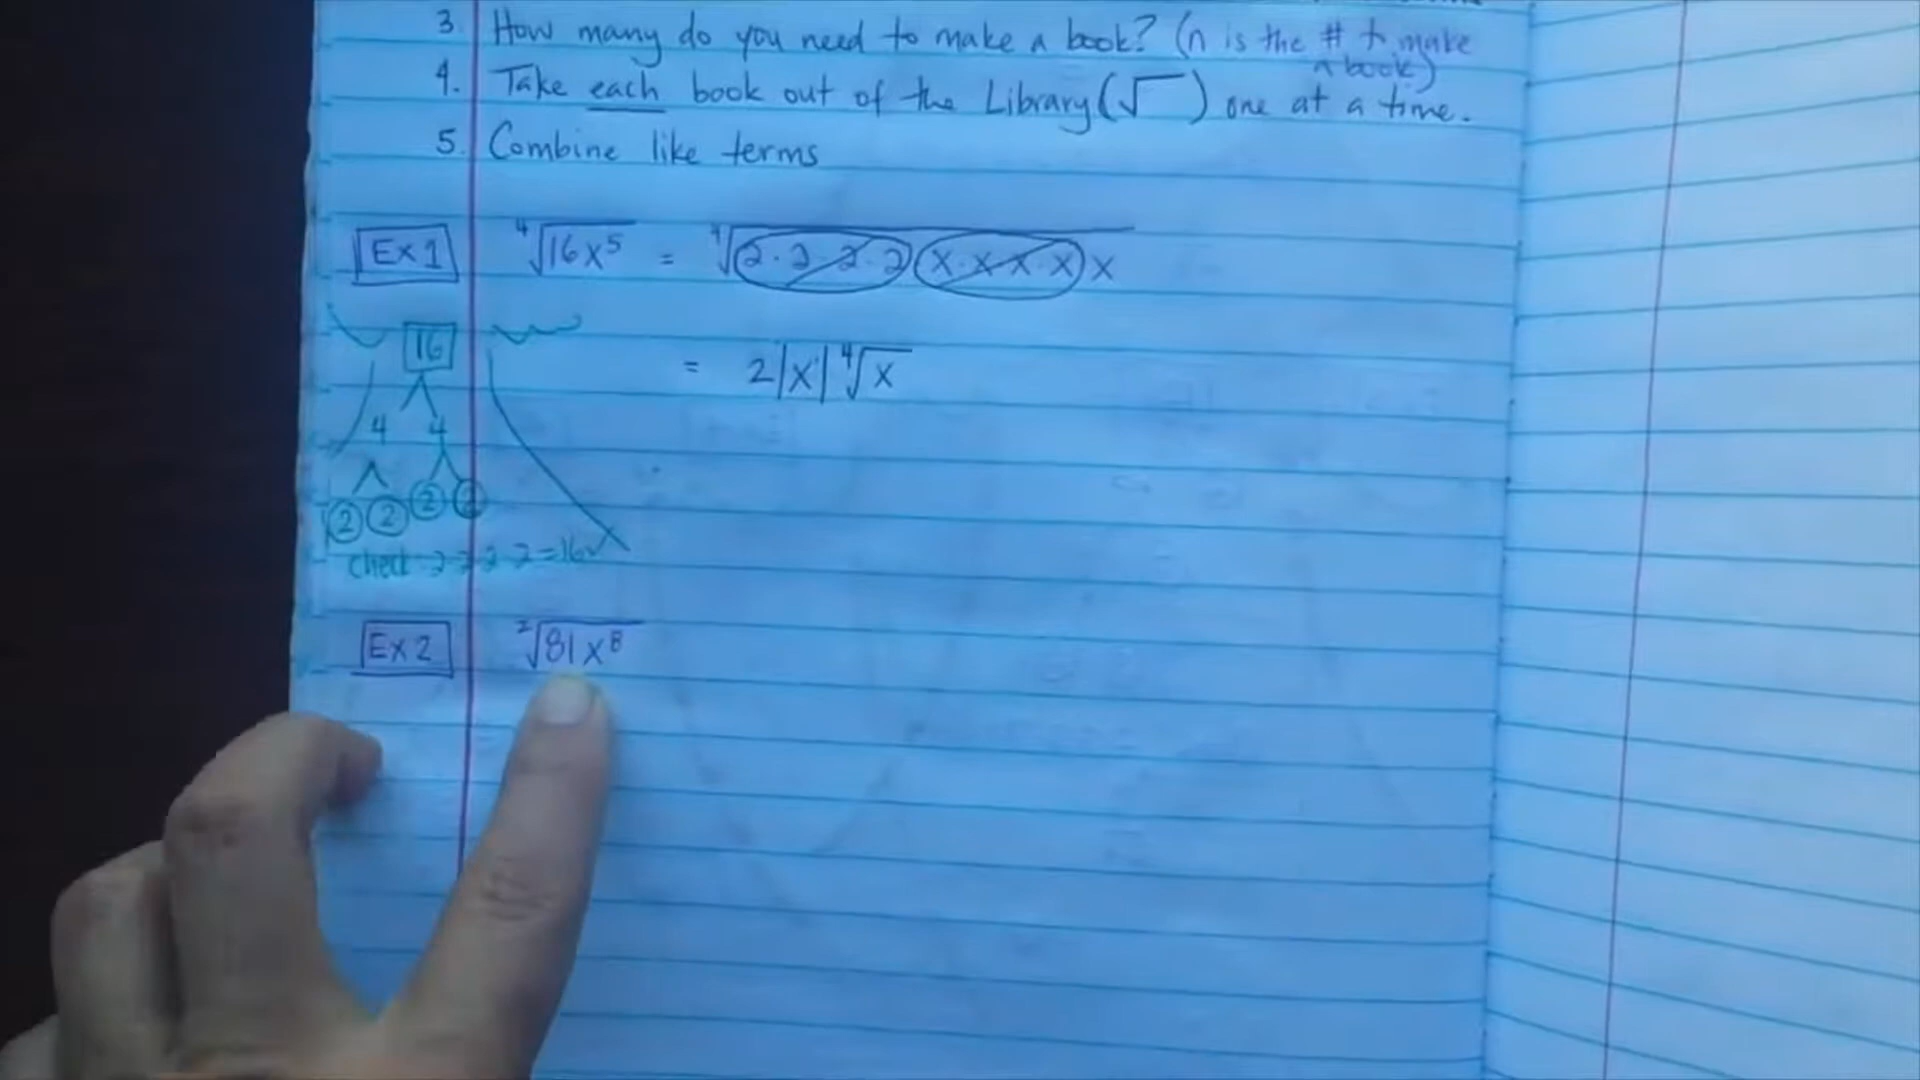 3. How many do you need to make a book? (n is the # to make
a book)
4. Take each book out of the Library (√ ) one at a time.
5. Combine like terms
Ex 1 ⁴√16x⁵ = ⁴√2·2·2·2 x·x·x·x x
16
= 2|x| ⁴√x
4 4
2 2 2 2
check 2·2·2·2=16✓
Ex 2 ²√81x⁸